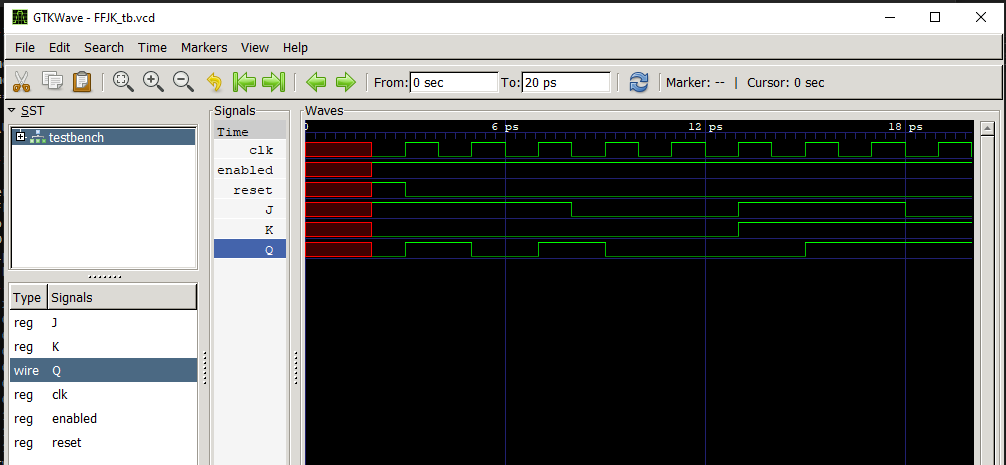 GTKWave - FFJK_tb.vcd
File Edit Search Time Markers View Help
From: 0 sec To: 20 ps Marker: -- | Cursor: 0 sec
SST
testbench
Type Signals
reg J
reg K
wire Q
reg clk
reg enabled
reg reset
Signals
Time
clk
enabled
reset
J
K
Q
Waves
0 6 ps 12 ps 18 ps